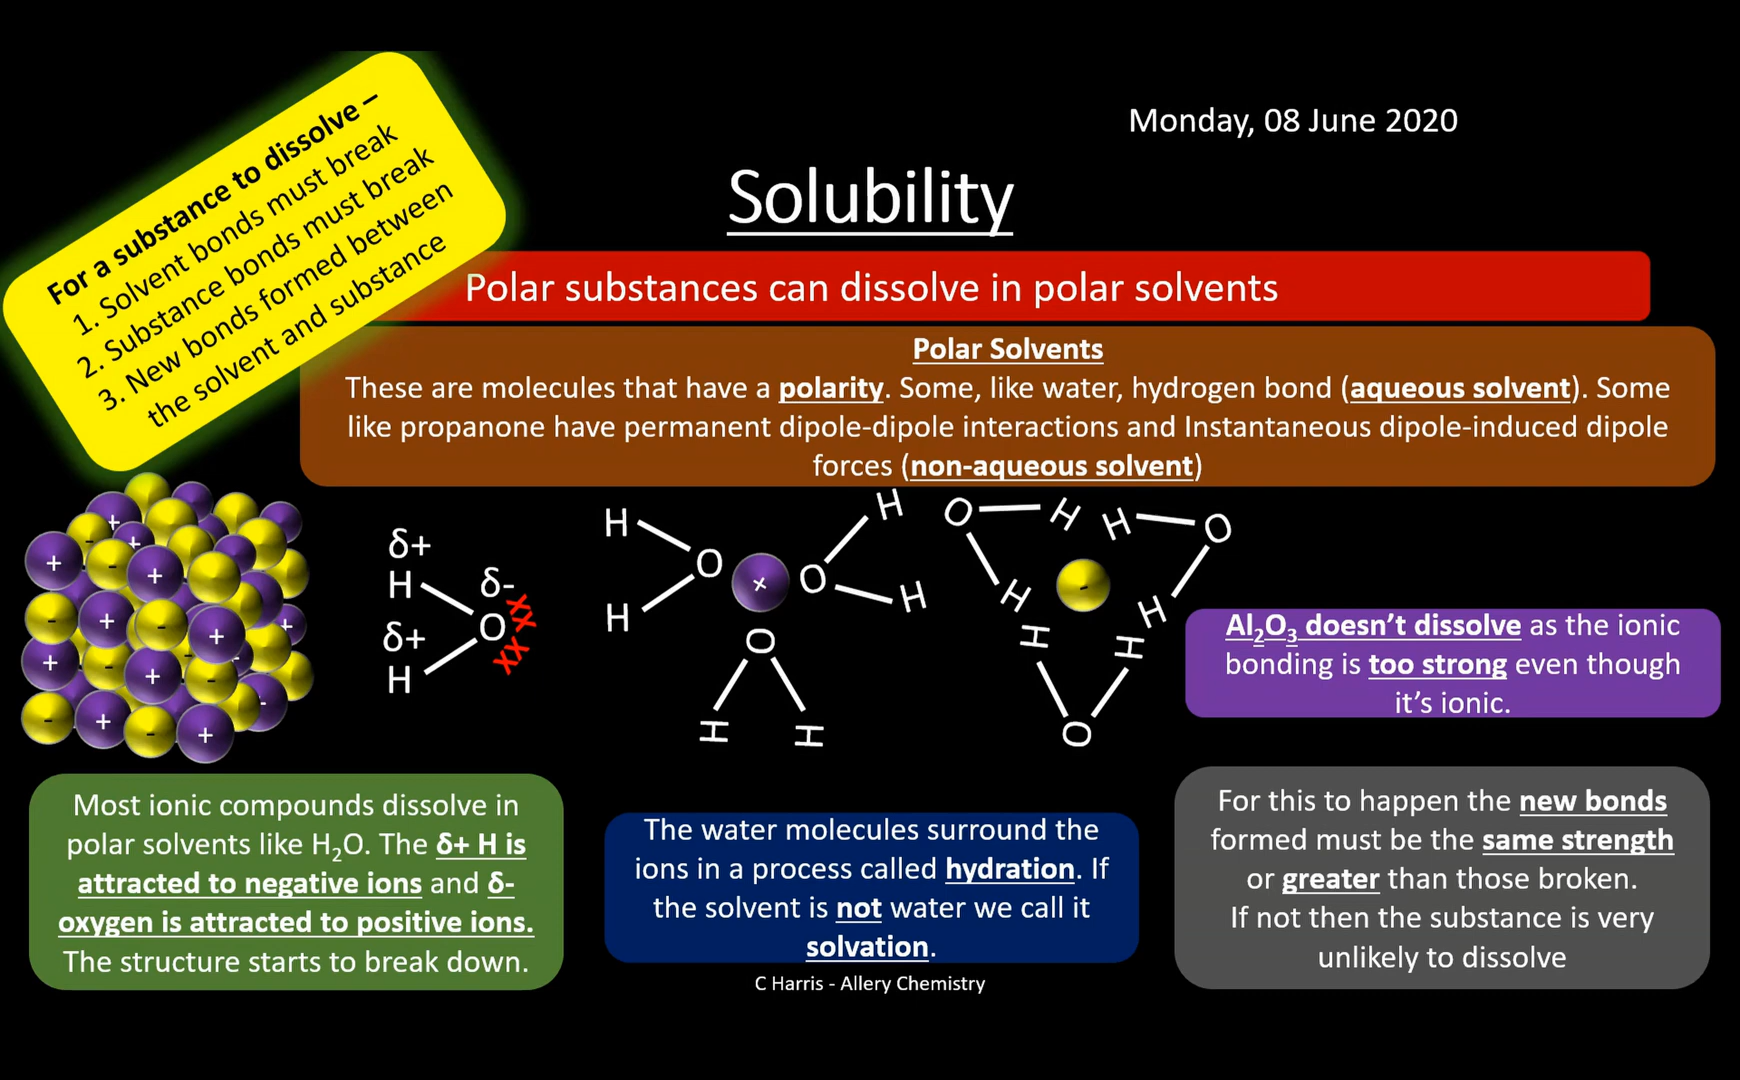 Monday, 08 June 2020
Solubility
For a substance to dissolve –
1. Solvent bonds must break
2. Substance bonds must break
3. New bonds formed between
the solvent and substance
Polar substances can dissolve in polar solvents
Polar Solvents
These are molecules that have a polarity. Some, like water, hydrogen bond (aqueous solvent). Some
like propanone have permanent dipole-dipole interactions and Instantaneous dipole-induced dipole
forces (non-aqueous solvent)
δ+
H
δ-
O
xx
xx
δ+
H
H
O
H
+
O
H
H
O
H
H
O
H
H
H
O
H
-
H
H
O
Al₂O₃ doesn't dissolve as the ionic
bonding is too strong even though
it's ionic.
Most ionic compounds dissolve in
polar solvents like H₂O. The δ+ H is
attracted to negative ions and δ-
oxygen is attracted to positive ions.
The structure starts to break down.
The water molecules surround the
ions in a process called hydration. If
the solvent is not water we call it
solvation.
For this to happen the new bonds
formed must be the same strength
or greater than those broken.
If not then the substance is very
unlikely to dissolve
C Harris - Allery Chemistry